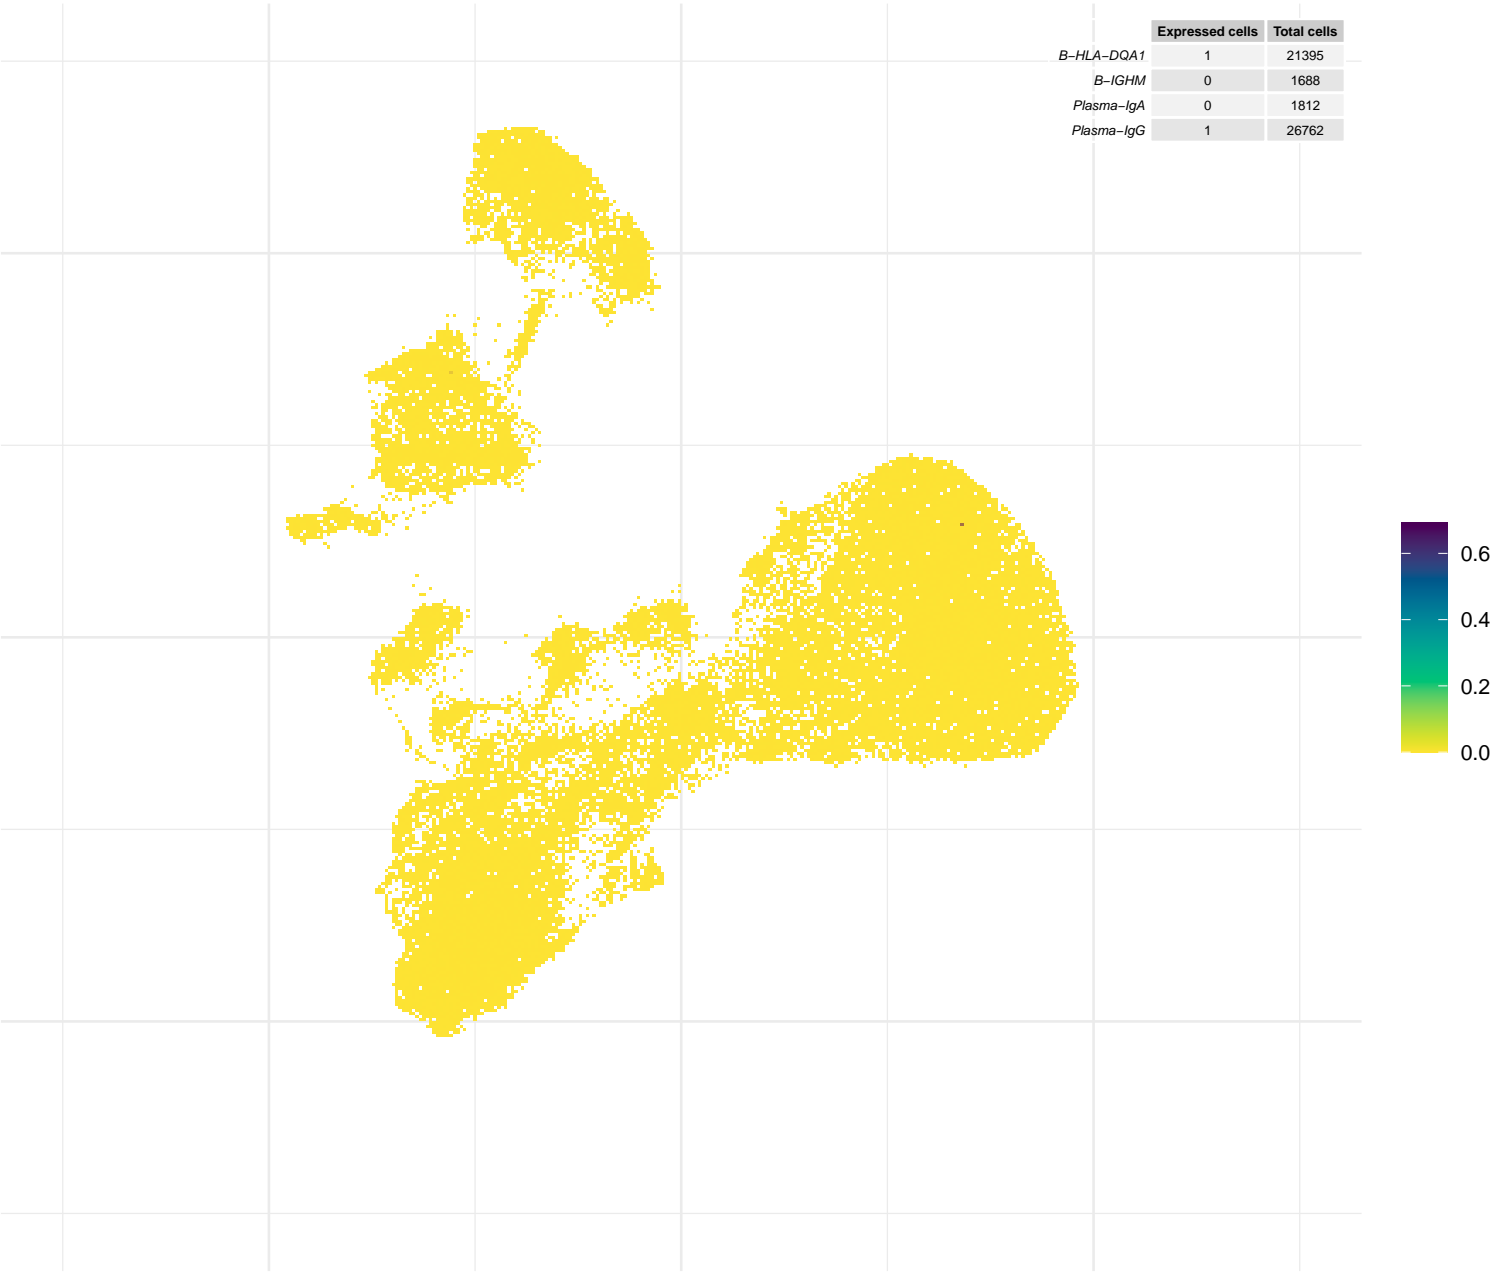 Expressed cells Total cells
B−HLA−DQA1 1 21395
B−IGHM 0 1688
Plasma−IgA 0 1812
Plasma−IgG 1 26762
0.6
0.4
0.2
0.0